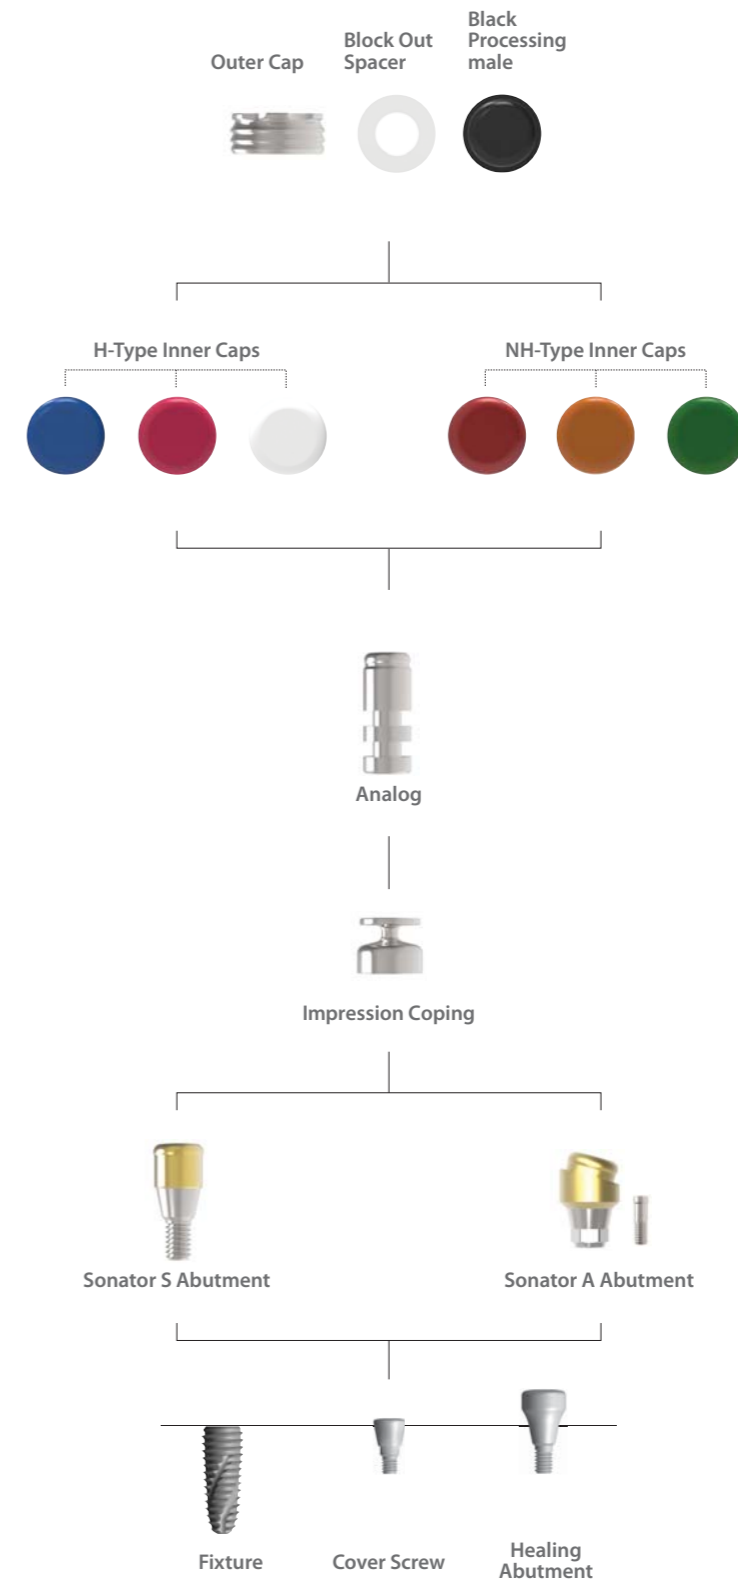 Outer Cap
Block Out
Spacer
Black
Processing
male
H-Type Inner Caps
NH-Type Inner Caps
Analog
Impression Coping
Sonator S Abutment
Sonator A Abutment
Fixture
Cover Screw
Healing
Abutment